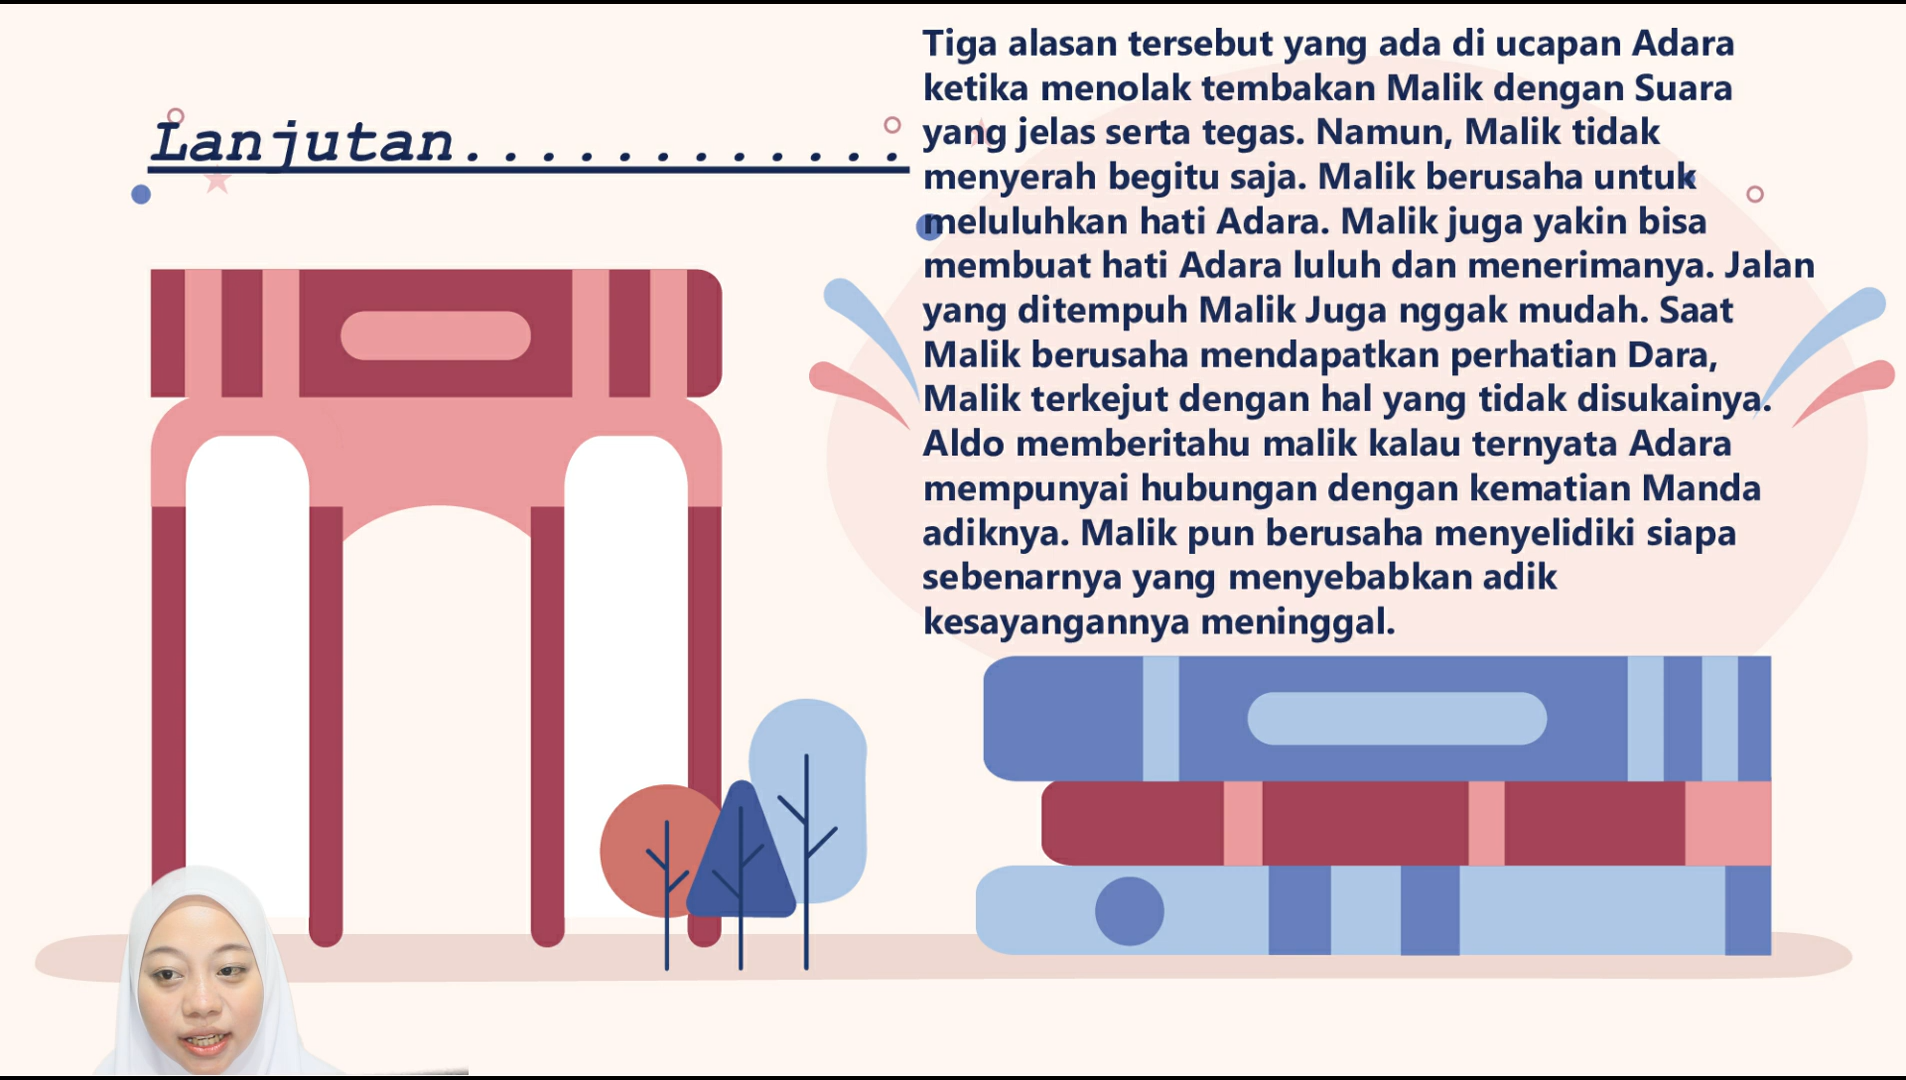 Lanjutan............
Tiga alasan tersebut yang ada di ucapan Adara
ketika menolak tembakan Malik dengan Suara
yang jelas serta tegas. Namun, Malik tidak
menyerah begitu saja. Malik berusaha untuk
meluluhkan hati Adara. Malik juga yakin bisa
membuat hati Adara luluh dan menerimanya. Jalan
yang ditempuh Malik Juga nggak mudah. Saat
Malik berusaha mendapatkan perhatian Dara,
Malik terkejut dengan hal yang tidak disukainya.
Aldo memberitahu malik kalau ternyata Adara
mempunyai hubungan dengan kematian Manda
adiknya. Malik pun berusaha menyelidiki siapa
sebenarnya yang menyebabkan adik
kesayangannya meninggal.